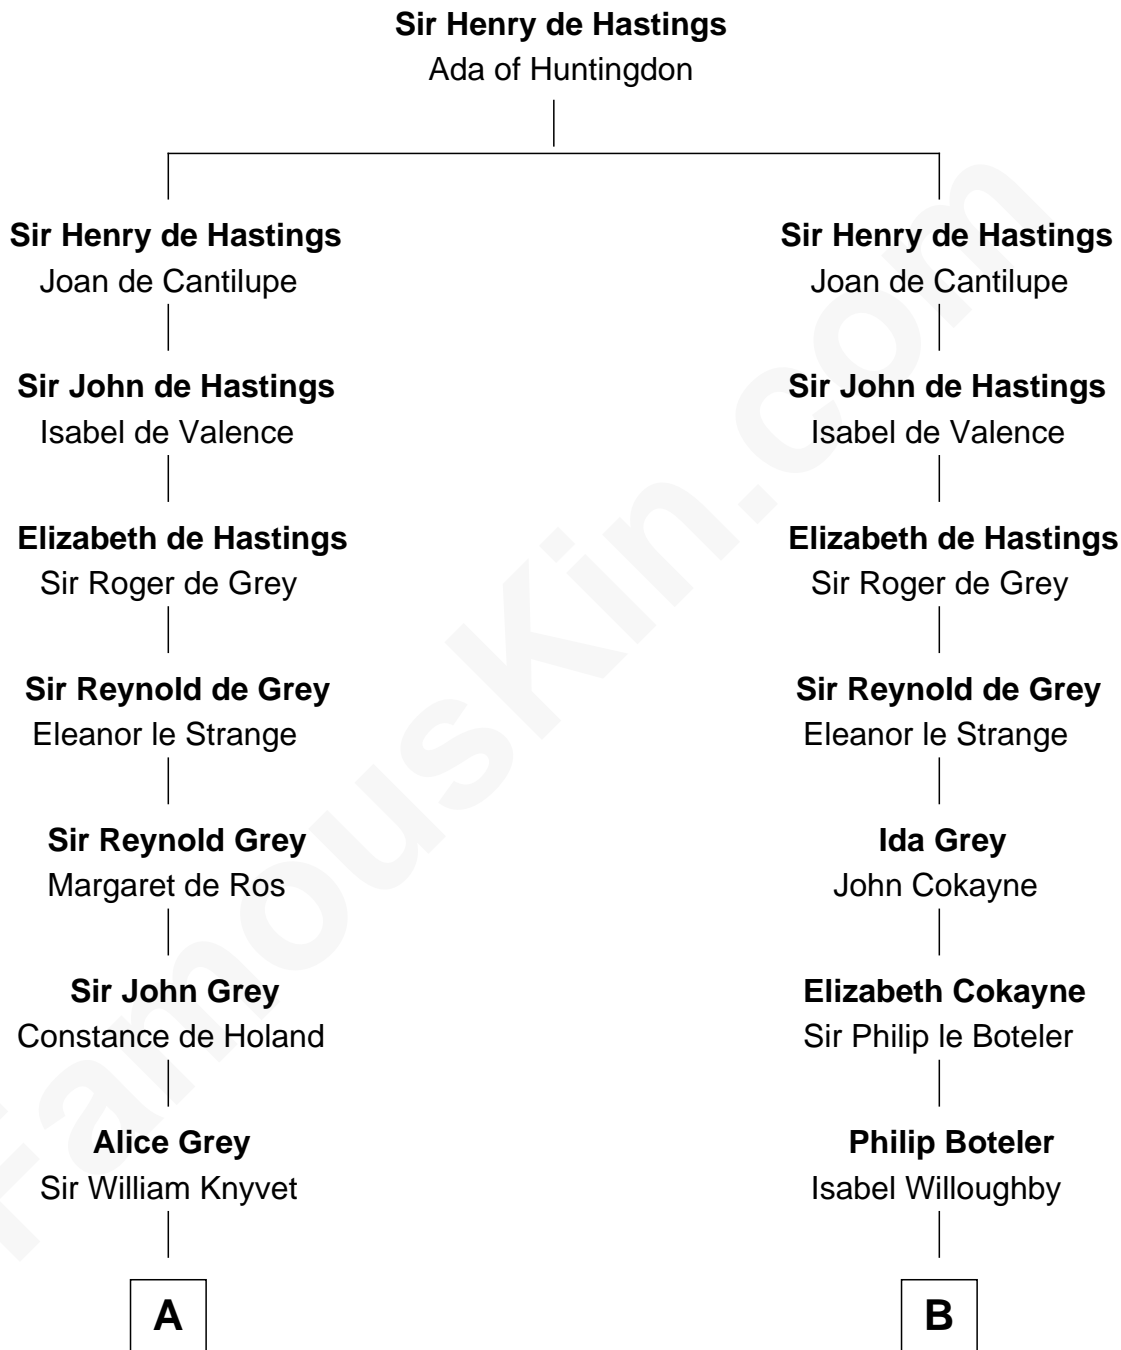 Sir Henry de Hastings
Ada of Huntingdon
Sir Henry de Hastings
Joan de Cantilupe
Sir John de Hastings
Isabel de Valence
Elizabeth de Hastings
Sir Roger de Grey
Sir Reynold de Grey
Eleanor le Strange
Sir Reynold Grey
Margaret de Ros
Sir John Grey
Constance de Holand
Alice Grey
Sir William Knyvet
A
Sir Henry de Hastings
Joan de Cantilupe
Sir John de Hastings
Isabel de Valence
Elizabeth de Hastings
Sir Roger de Grey
Sir Reynold de Grey
Eleanor le Strange
Ida Grey
John Cokayne
Elizabeth Cokayne
Sir Philip le Boteler
Philip Boteler
Isabel Willoughby
B
FamousKin.com